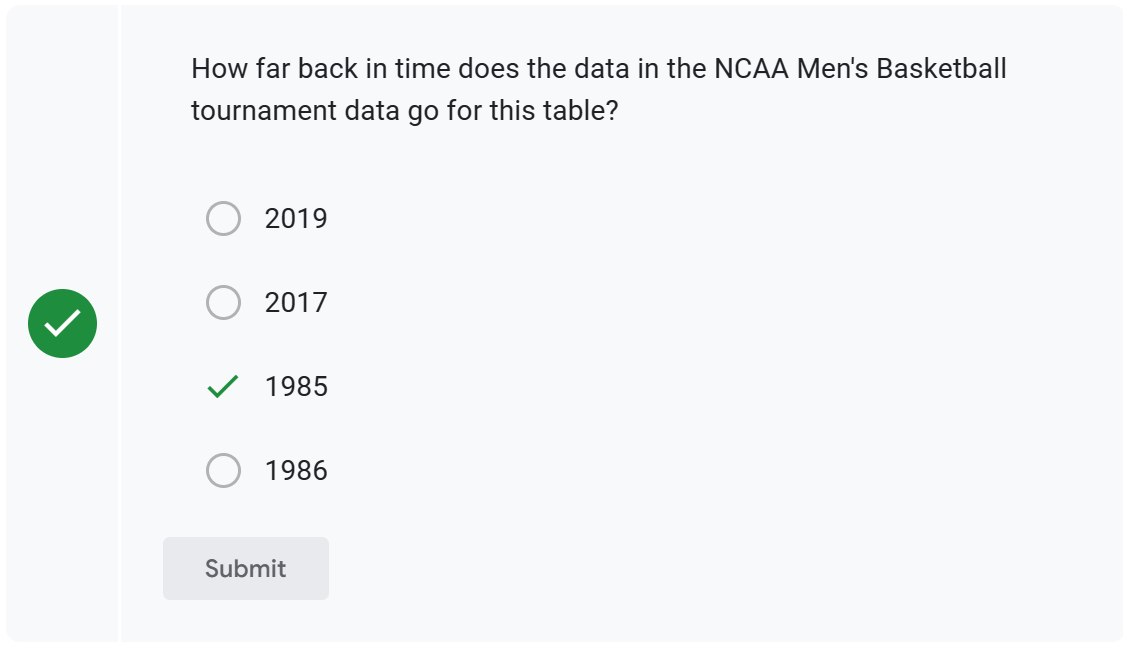 How far back in time does the data in the NCAA Men's Basketball
tournament data go for this table?
2019
2017
1985
1986
Submit